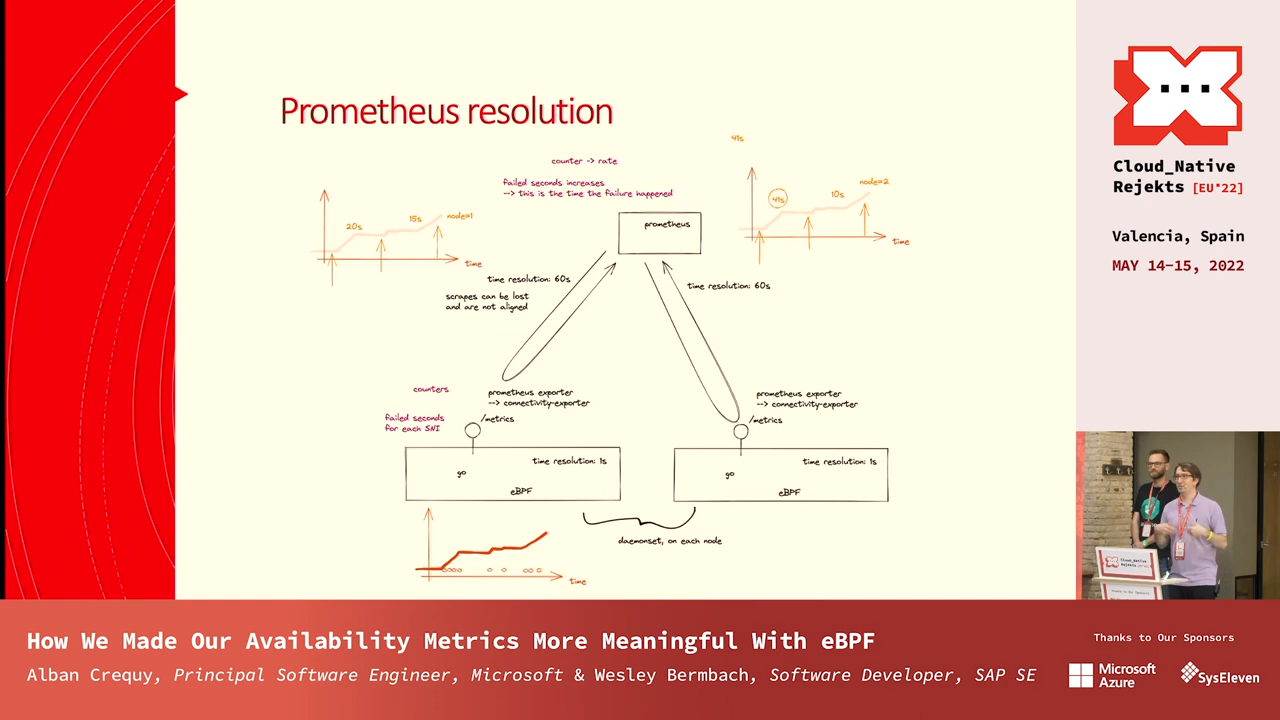 Prometheus resolution
41s
counter -> rate
failed seconds increases
--> this is the time the failure happened
prometheus
20s
15s
node=1
time
41s
10s
node=2
time
time resolution: 60s
scrapes can be lost
and are not aligned
time resolution: 60s
counters
failed seconds
for each SNI
prometheus exporter
--> connectivity-exporter
/metrics
prometheus exporter
--> connectivity-exporter
/metrics
time resolution: 1s
go
eBPF
time resolution: 1s
go
eBPF
daemonset, on each node
time
Cloud_Native
Rejekts [EU*22]
Valencia, Spain
MAY 14-15, 2022
How We Made Our Availability Metrics More Meaningful With eBPF
Alban Crequy, Principal Software Engineer, Microsoft & Wesley Bermbach, Software Developer, SAP SE
Thanks to Our Sponsors
Microsoft
Azure
SysEleven